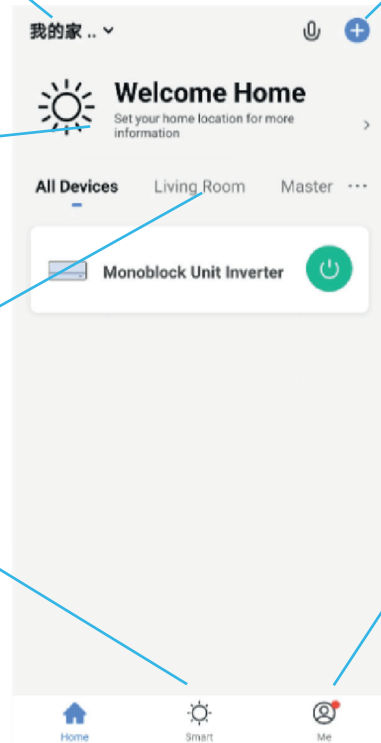 我的家 ..
Welcome Home
Set your home location for more
information
All Devices Living Room Master ...
Monoblock Unit Inverter
Home Smart Me